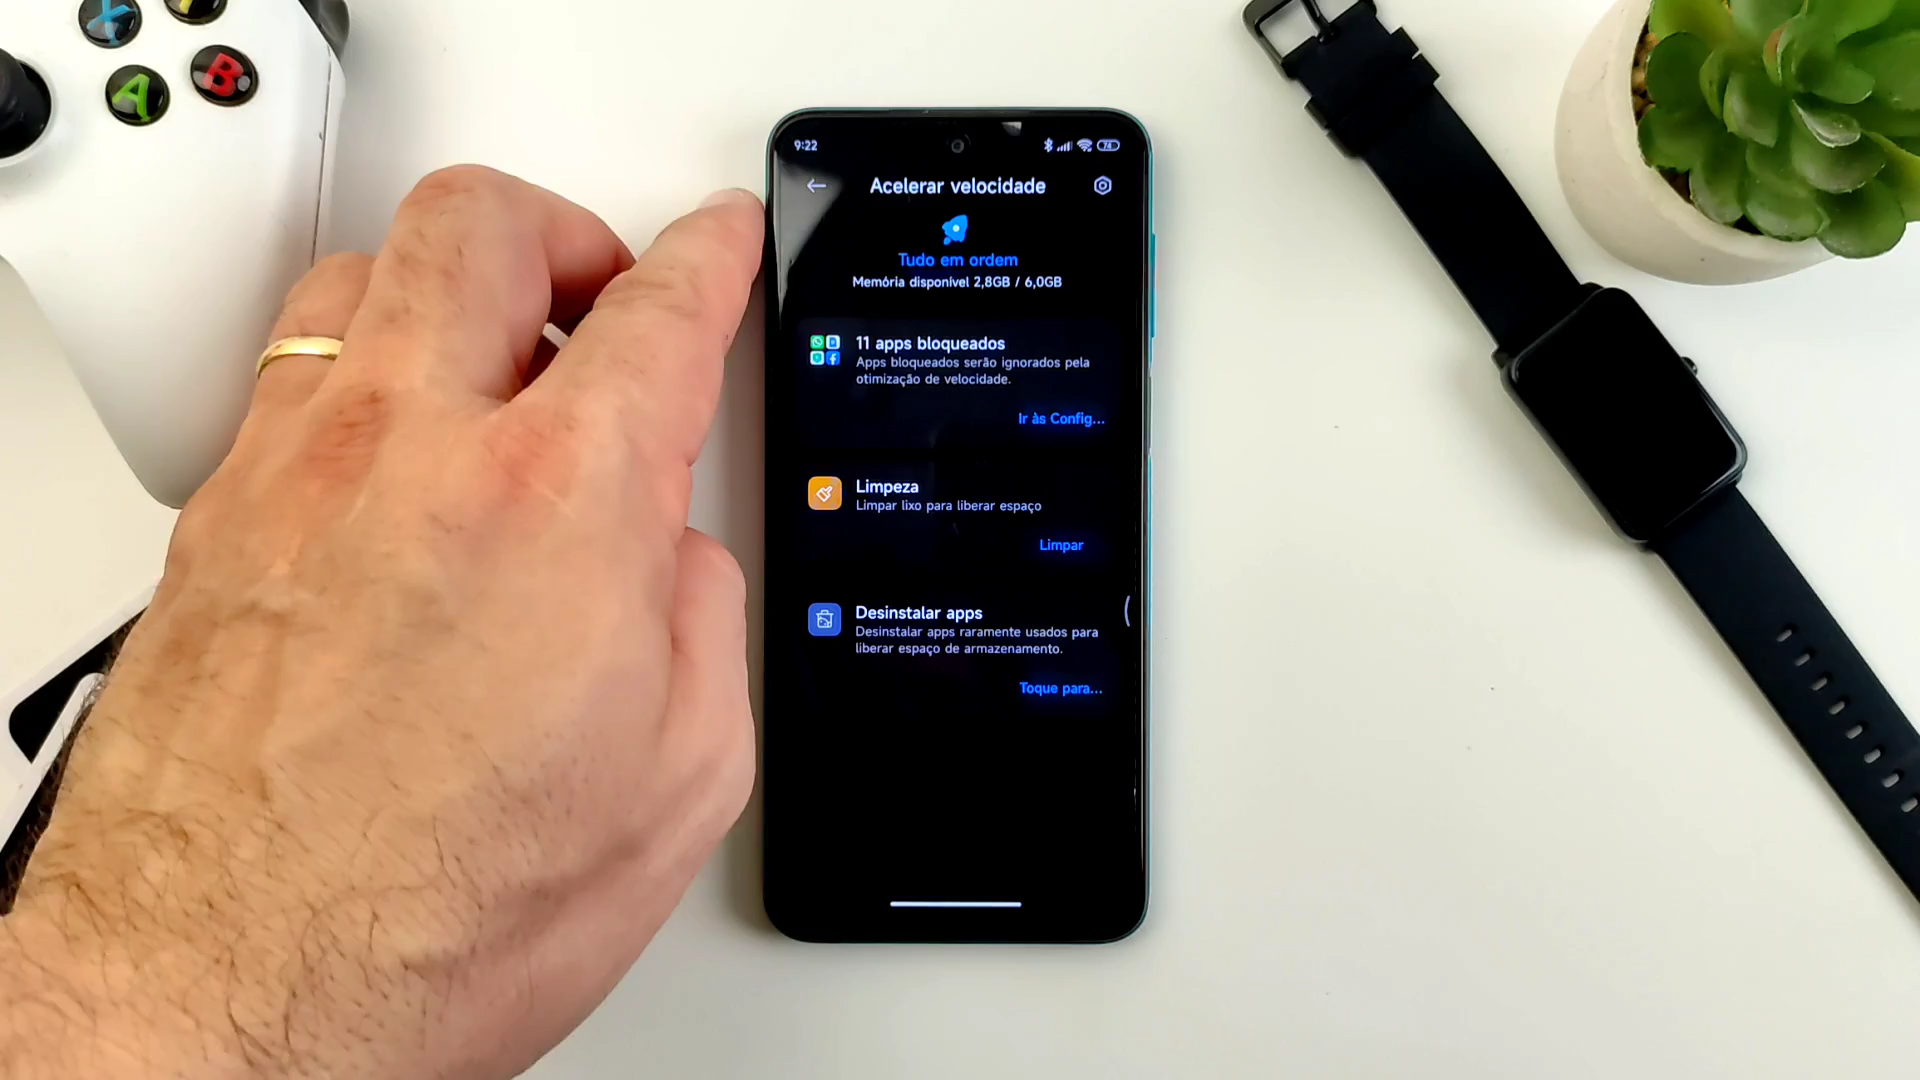 X
Y
A
B
9:22
74
Acelerar velocidade
Tudo em ordem
Memória disponível 2,8GB / 6,0GB
11 apps bloqueados
Apps bloqueados serão ignorados pela
otimização de velocidade.
Ir às Config...
Limpeza
Limpar lixo para liberar espaço
Limpar
Desinstalar apps
Desinstalar apps raramente usados para
liberar espaço de armazenamento.
Toque para...